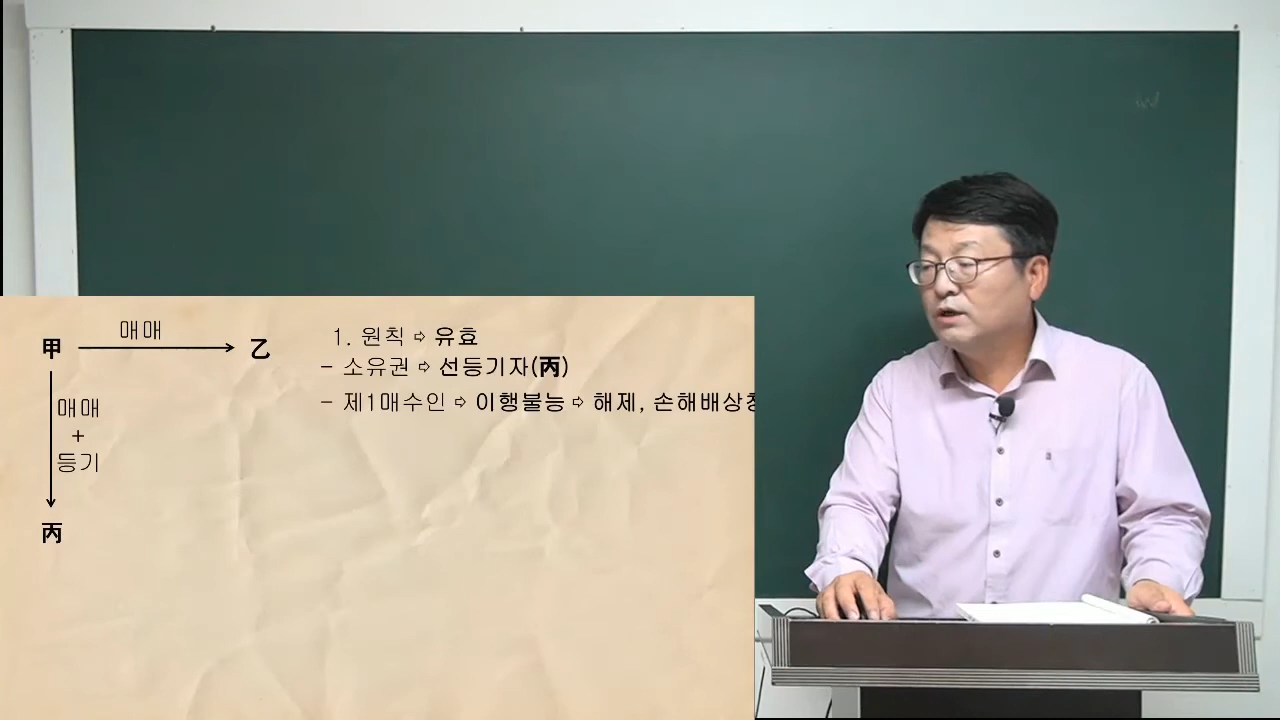 甲 매매 乙
매매
+
등기
丙
1. 원칙 ⇨ 유효
- 소유권 ⇨ 선등기자(丙)
- 제1매수인 ⇨ 이행불능 ⇨ 해제, 손해배상